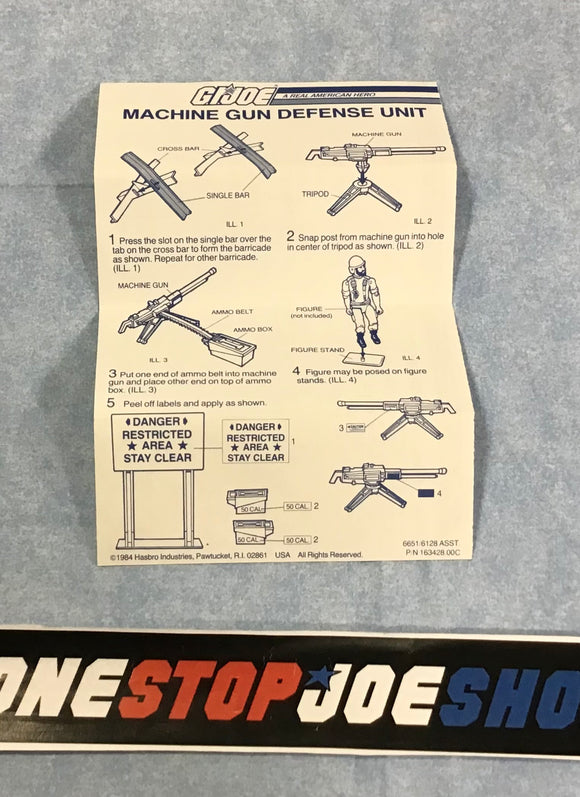 G.I.JOE
A REAL AMERICAN HERO
MACHINE GUN DEFENSE UNIT
CROSS BAR
SINGLE BAR
ILL. 1
MACHINE GUN
TRIPOD
ILL. 2
1 Press the slot on the single bar over the
tab on the cross bar to form the barricade
as shown. Repeat for other barricade.
(ILL. 1)
2 Snap post from machine gun into hole
in center of tripod as shown. (ILL. 2)
MACHINE GUN
AMMO BELT
AMMO BOX
ILL. 3
FIGURE
(not included)
FIGURE STAND
ILL. 4
3 Put one end of ammo belt into machine
gun and place other end on top of ammo
box. (ILL. 3)
4 Figure may be posed on figure
stands. (ILL. 4)
5 Peel off labels and apply as shown.
DANGER
RESTRICTED
★ AREA ★
STAY CLEAR
DANGER
RESTRICTED
★ AREA ★
STAY CLEAR
1
50 CAL.
50 CAL.
2
50 CAL.
50 CAL.
2
3
CAUTION
4
©1984 Hasbro Industries, Pawtucket, R.I. 02861 USA All Rights Reserved.
6651/6128 ASST.
P/N 163428.00C
ONESTOPJOESHO